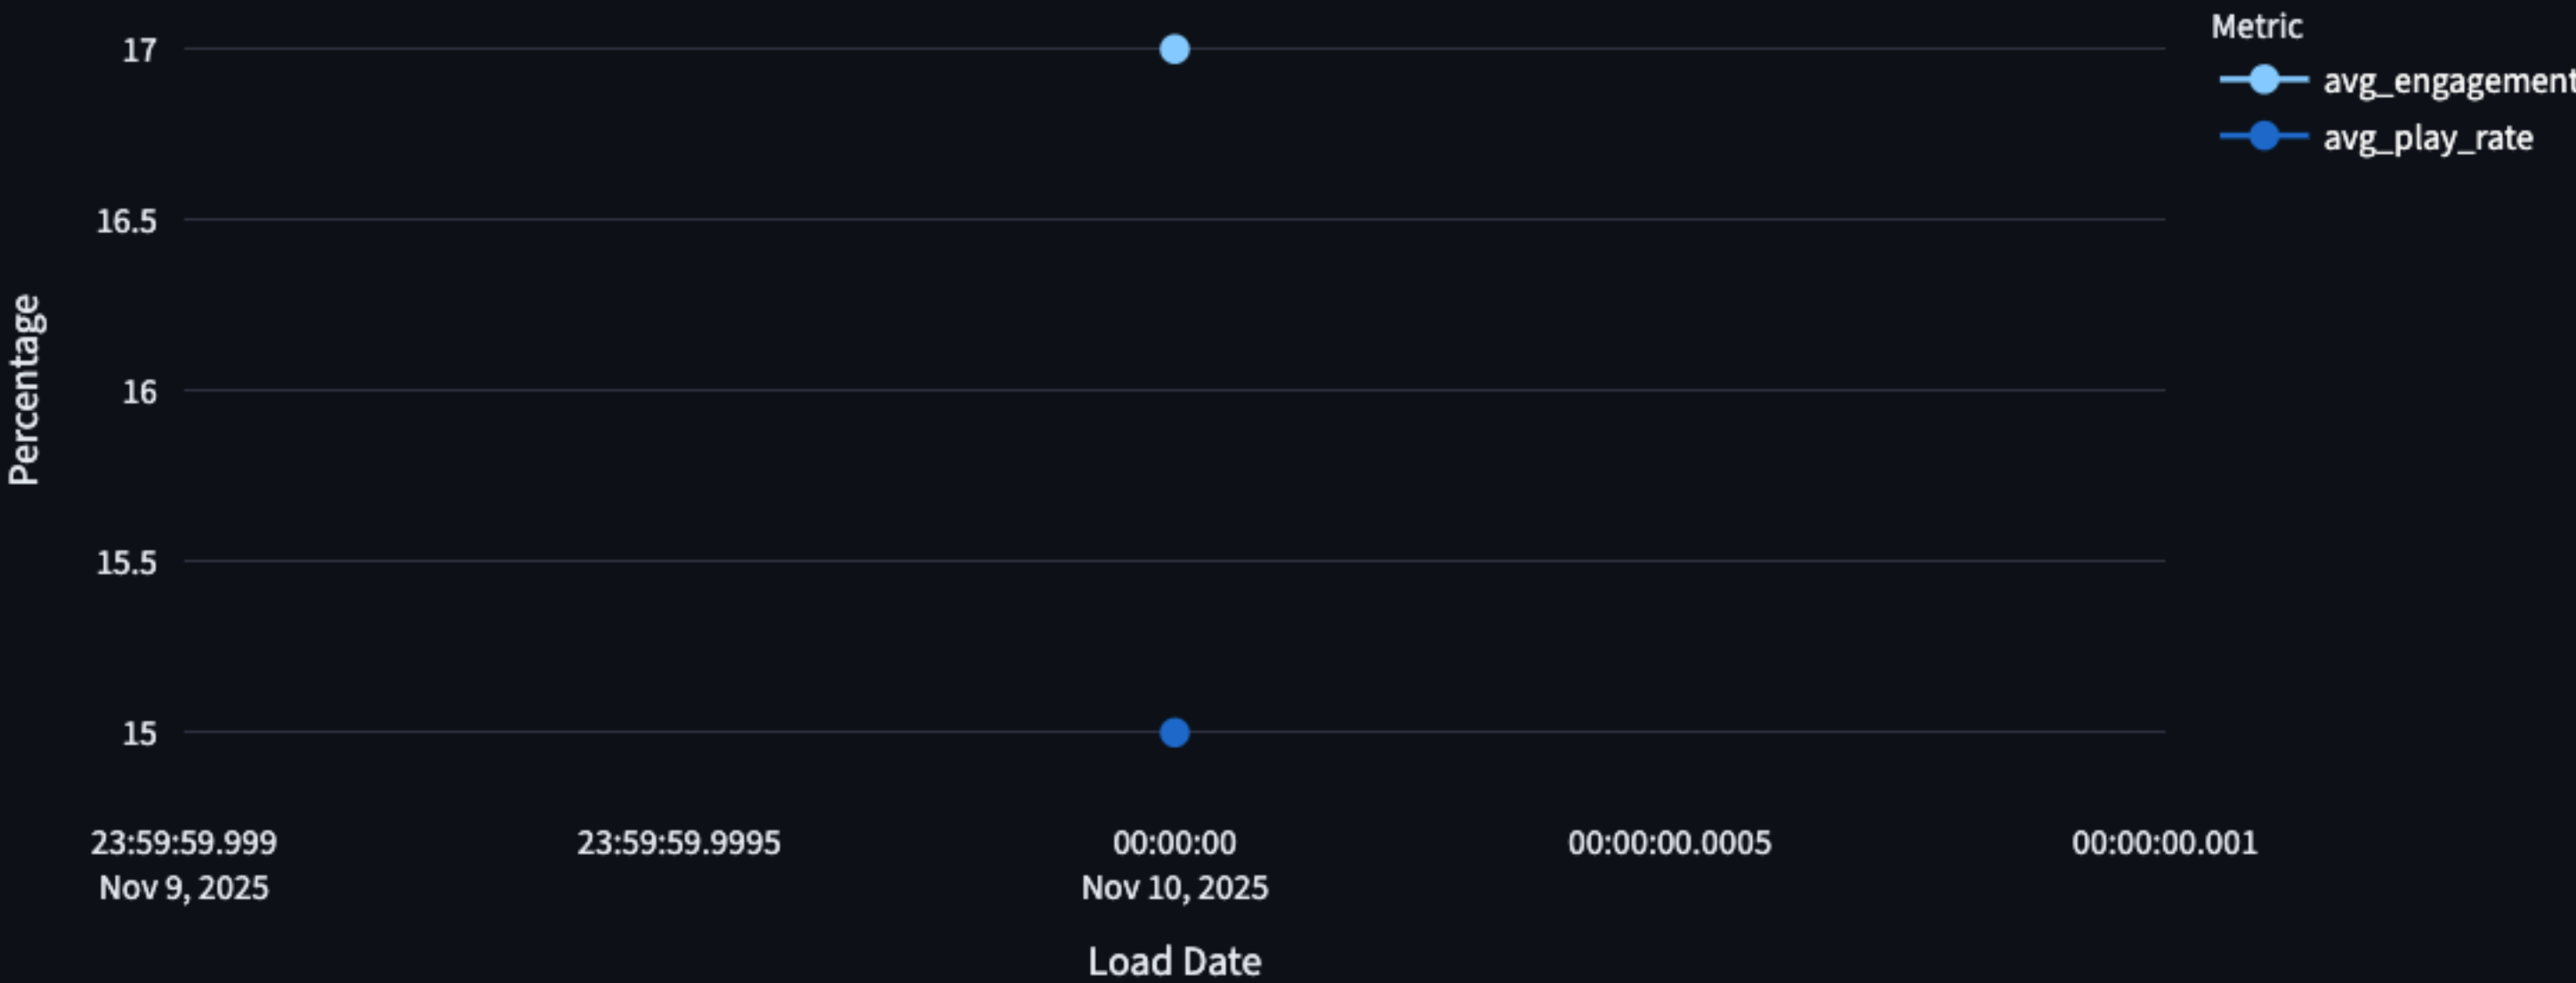 Metric
avg_engagement
avg_play_rate
Percentage
17
16.5
16
15.5
15
23:59:59.999
Nov 9, 2025
23:59:59.9995
00:00:00
Nov 10, 2025
00:00:00.0005
00:00:00.001
Load Date